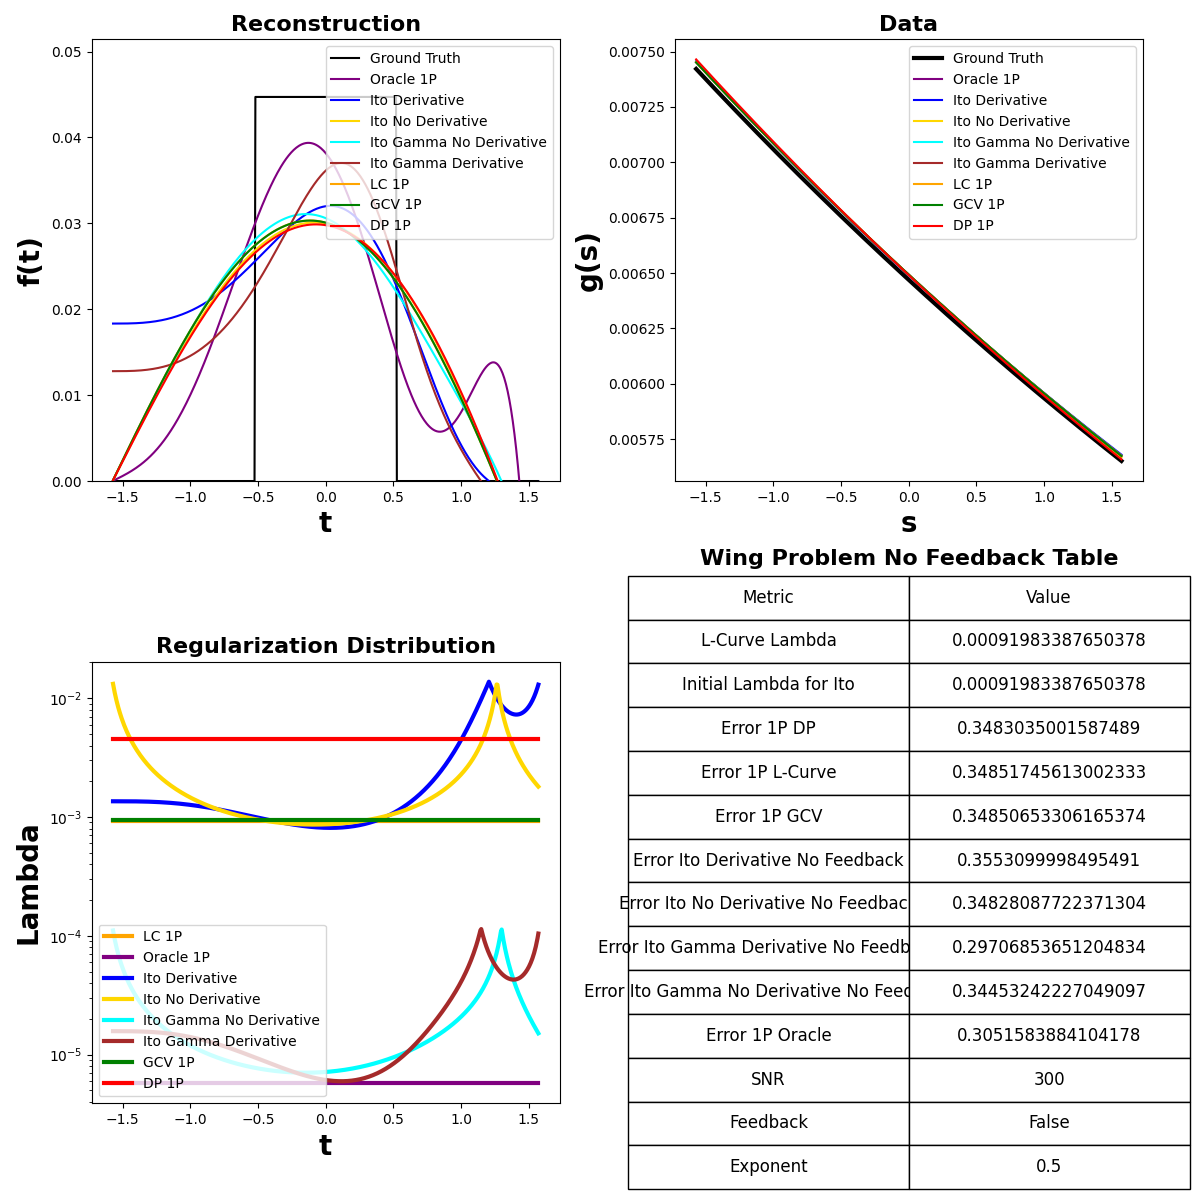 Reconstruction
f(t)
0.05
0.04
0.03
0.02
0.01
0.00
Ground Truth
Oracle 1P
Ito Derivative
Ito No Derivative
Ito Gamma No Derivative
Ito Gamma Derivative
LC 1P
GCV 1P
DP 1P
−1.5 −1.0 −0.5 0.0 0.5 1.0 1.5
t
Data
g(s)
0.00750
0.00725
0.00700
0.00675
0.00650
0.00625
0.00600
0.00575
Ground Truth
Oracle 1P
Ito Derivative
Ito No Derivative
Ito Gamma No Derivative
Ito Gamma Derivative
LC 1P
GCV 1P
DP 1P
−1.5 −1.0 −0.5 0.0 0.5 1.0 1.5
s
Regularization Distribution
Lambda
10−2
10−3
10−4
10−5
LC 1P
Oracle 1P
Ito Derivative
Ito No Derivative
Ito Gamma No Derivative
Ito Gamma Derivative
GCV 1P
DP 1P
−1.5 −1.0 −0.5 0.0 0.5 1.0 1.5
t
Wing Problem No Feedback Table
Metric Value
L-Curve Lambda 0.00091983387650378
Initial Lambda for Ito 0.00091983387650378
Error 1P DP 0.3483035001587489
Error 1P L-Curve 0.34851745613002333
Error 1P GCV 0.34850653306165374
Error Ito Derivative No Feedback 0.3553099998495491
Error Ito No Derivative No Feedbac 0.34828087722371304
Error Ito Gamma Derivative No Feedb 0.29706853651204834
Error Ito Gamma No Derivative No Feed 0.34453242227049097
Error 1P Oracle 0.3051583884104178
SNR 300
Feedback False
Exponent 0.5